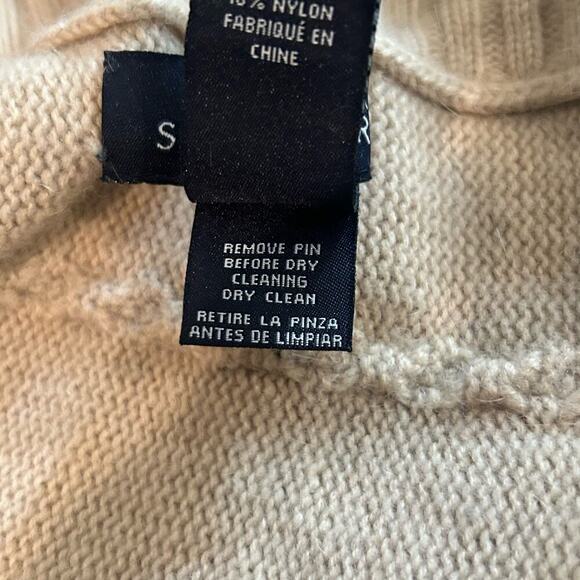 NYLON
FABRIQUÉ EN
CHINE
S
REMOVE PIN
BEFORE DRY
CLEANING
DRY CLEAN
RETIRE LA PINZA
ANTES DE LIMPIAR